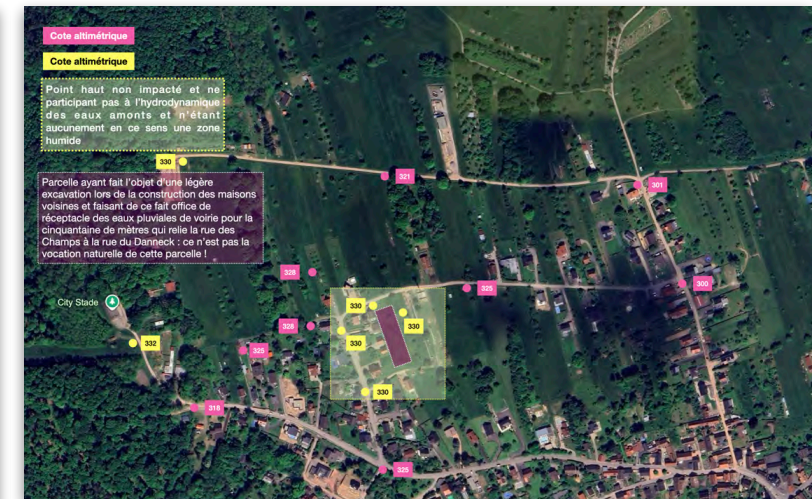 Cote altimétrique
Cote altimétrique
Point haut non impacté et ne
participant pas à l'hydrodynamique
des eaux amonts et n'étant
aucunement en ce sens une zone
humide
330
321
301
Parcelle ayant fait l'objet d'une légère
excavation lors de la construction des maisons
voisines et faisant de ce fait office de
réceptacle des eaux pluviales de voirie pour la
cinquantaine de mètres qui relie la rue des
Champs à la rue du Danneck : ce n'est pas la
vocation naturelle de cette parcelle !
328
325
300
City Stade
330
328
330
332
325
330
330
318
325